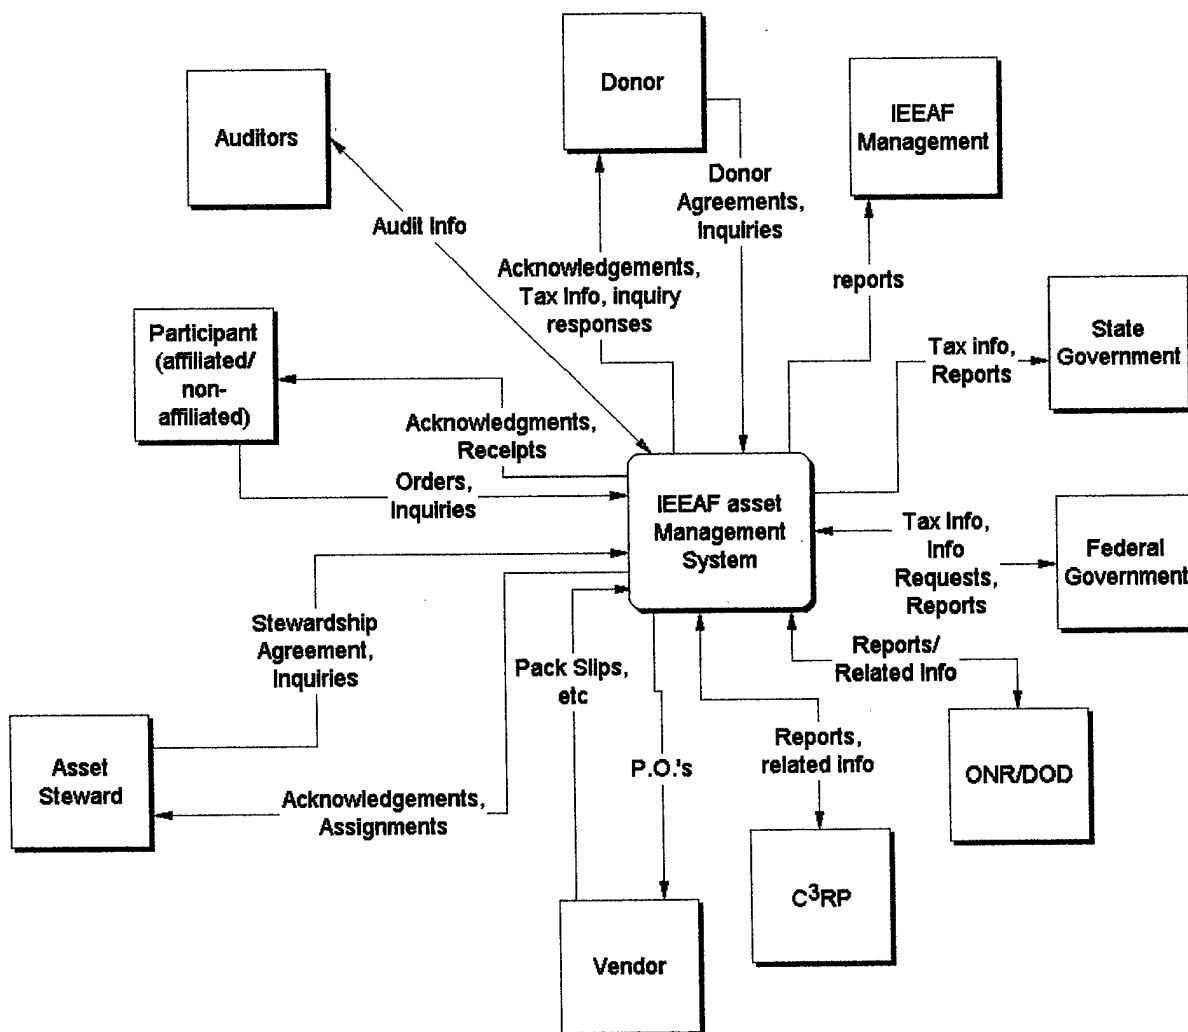 Donor
IEEAF
Management
Auditors
Donor
Agreements,
Inquiries
Audit Info
Acknowledgements,
Tax Info, inquiry
responses
reports
State
Government
Tax info,
Reports
Participant
(affiliated/
non-
affiliated)
Acknowledgments,
Receipts
Orders,
Inquiries
IEEAF asset
Management
System
Tax Info,
Info
Requests,
Reports
Federal
Government
Stewardship
Agreement,
Inquiries
Pack Slips,
etc
Reports/
Related Info
Reports,
related info
P.O.'s
ONR/DOD
Asset
Steward
Acknowledgements,
Assignments
C³RP
Vendor